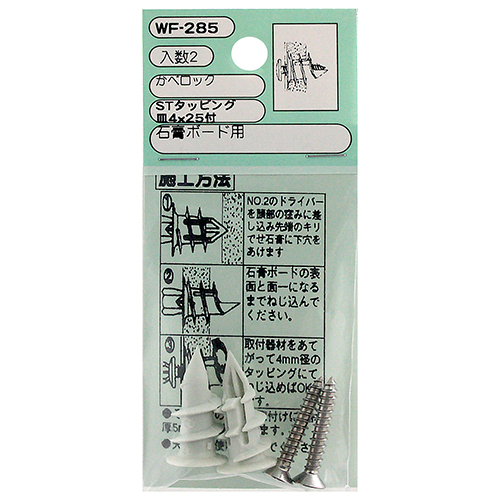 WF-285
入数2
かべロック
STタッピング
皿4×25付
石膏ボード用
施工方法
①
NO.2のドライバー
を頭部の窪みに差
し込み先端のキリ
でせ石膏に下穴を
あけます
②
石膏ボードの表
面と面一になる
までねじ込んで
ください。
③
取付器材をあて
がって4mm径の
タッピングにて
ねじ込めばOK